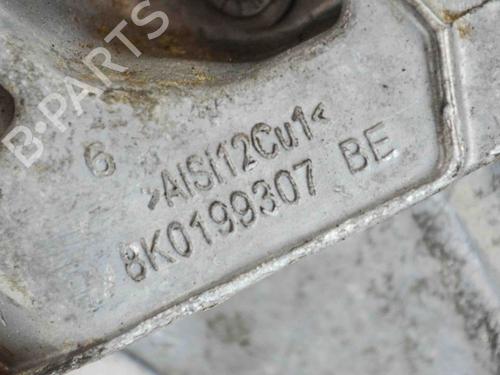 B-PARTS
6
>AlSi12Cu1<
8K0199307 BE